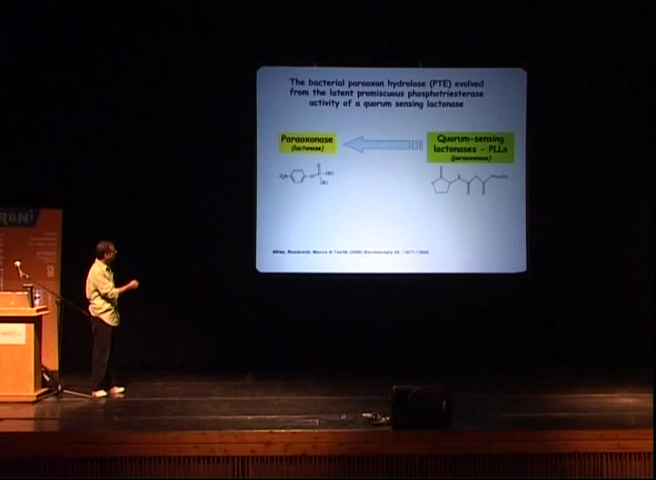 The bacterial paraoxon hydrolase (PTE) evolved
from the latent promiscuous phosphotriesterase
activity of a quorum sensing lactonase
Paraoxonase
(lactonase)
Quorum-sensing
lactonases - PLLs
(paraoxonase)